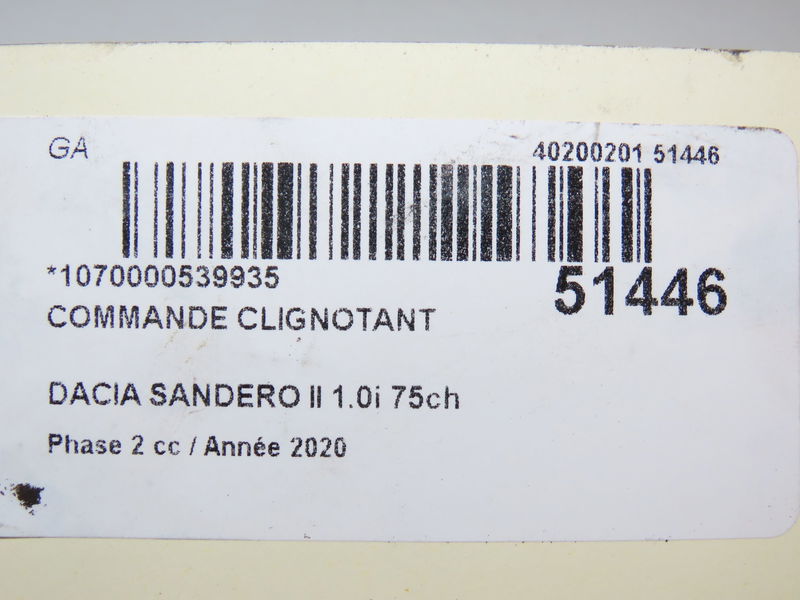 GA
40200201 51446
*1070000539935
51446
COMMANDE CLIGNOTANT
DACIA SANDERO II 1.0i 75ch
Phase 2 cc / Année 2020